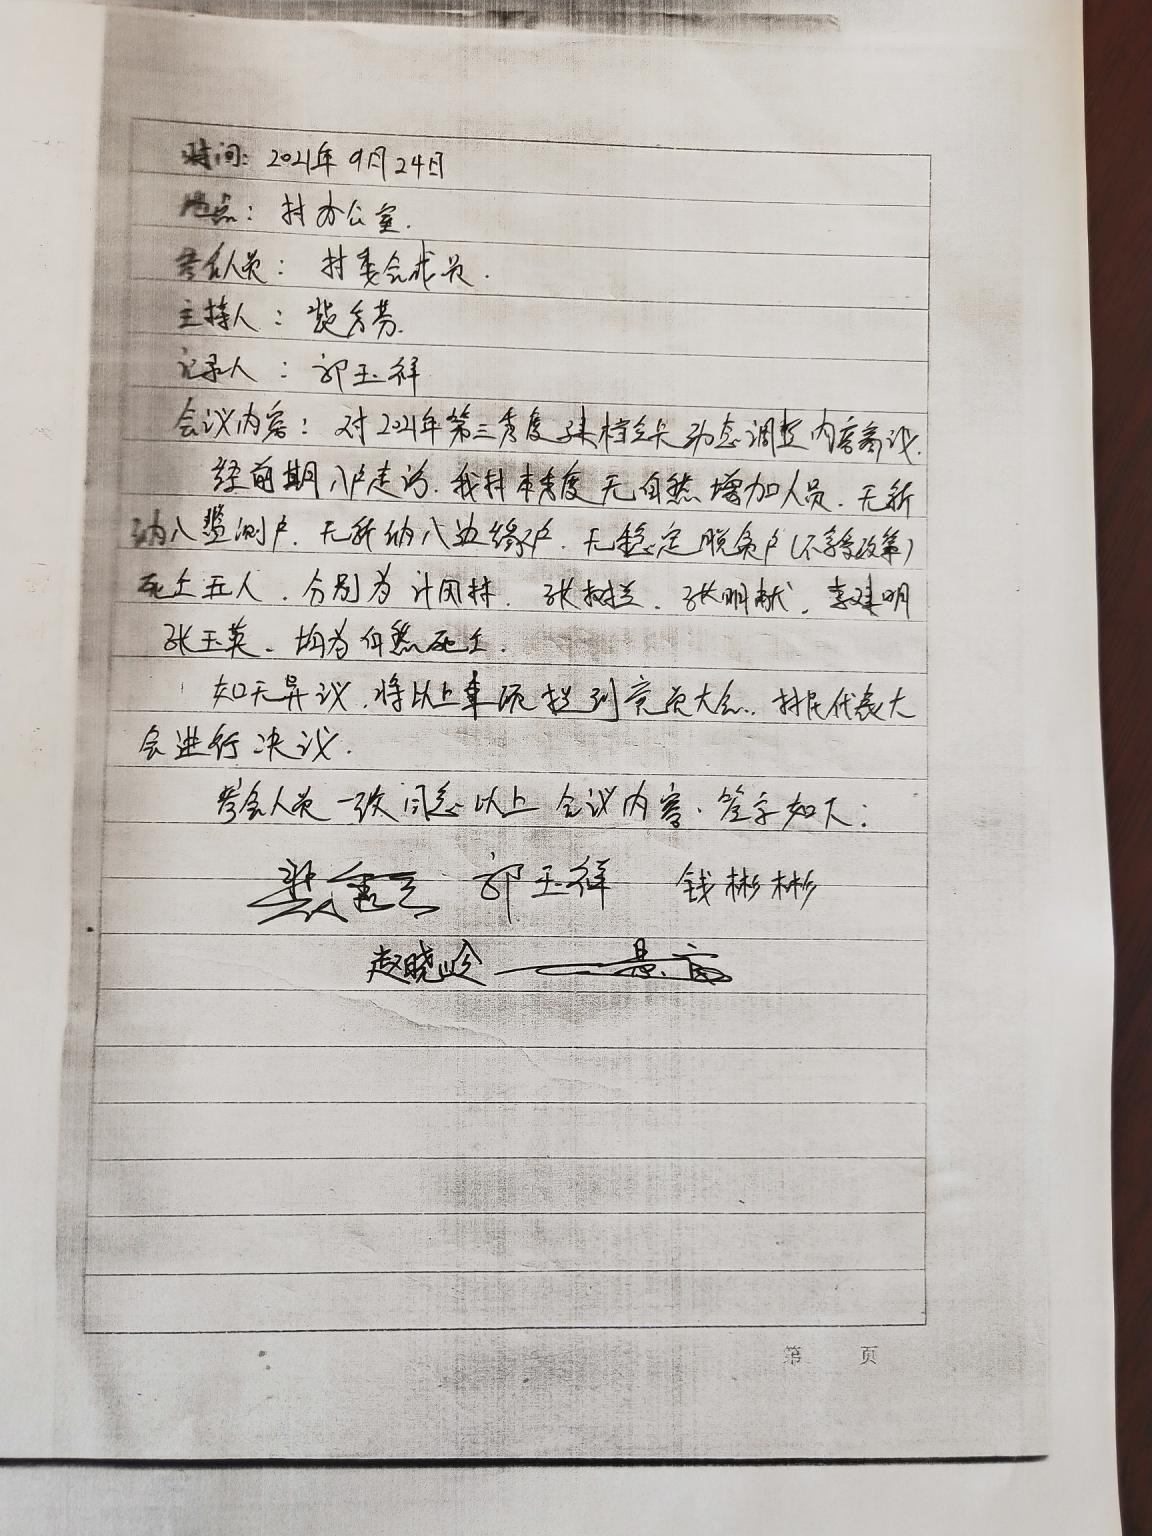 时间: 2021年9月24日
地点: 村办公室.
参会人员: 村委会成员.
主持人:
记录人: 郭玉祥
会议内容: 对2021年第三季度建档立卡动态调整内容商议.
经前期入户走访. 我村本季度无自然增加人员. 无新
纳入监测户. 无新纳入边缘户. 无稳定脱贫户(不享受政策)
死亡五人. 分别为 张明献. 李建明
张玉英. 均为自然死亡.
如无异议, 将以上事项提到党员大会. 村民代表大
会进行决议.
参会人员一致同意以上会议内容. 签字如下:
郭玉祥 钱彬彬
赵晓岭
第 页